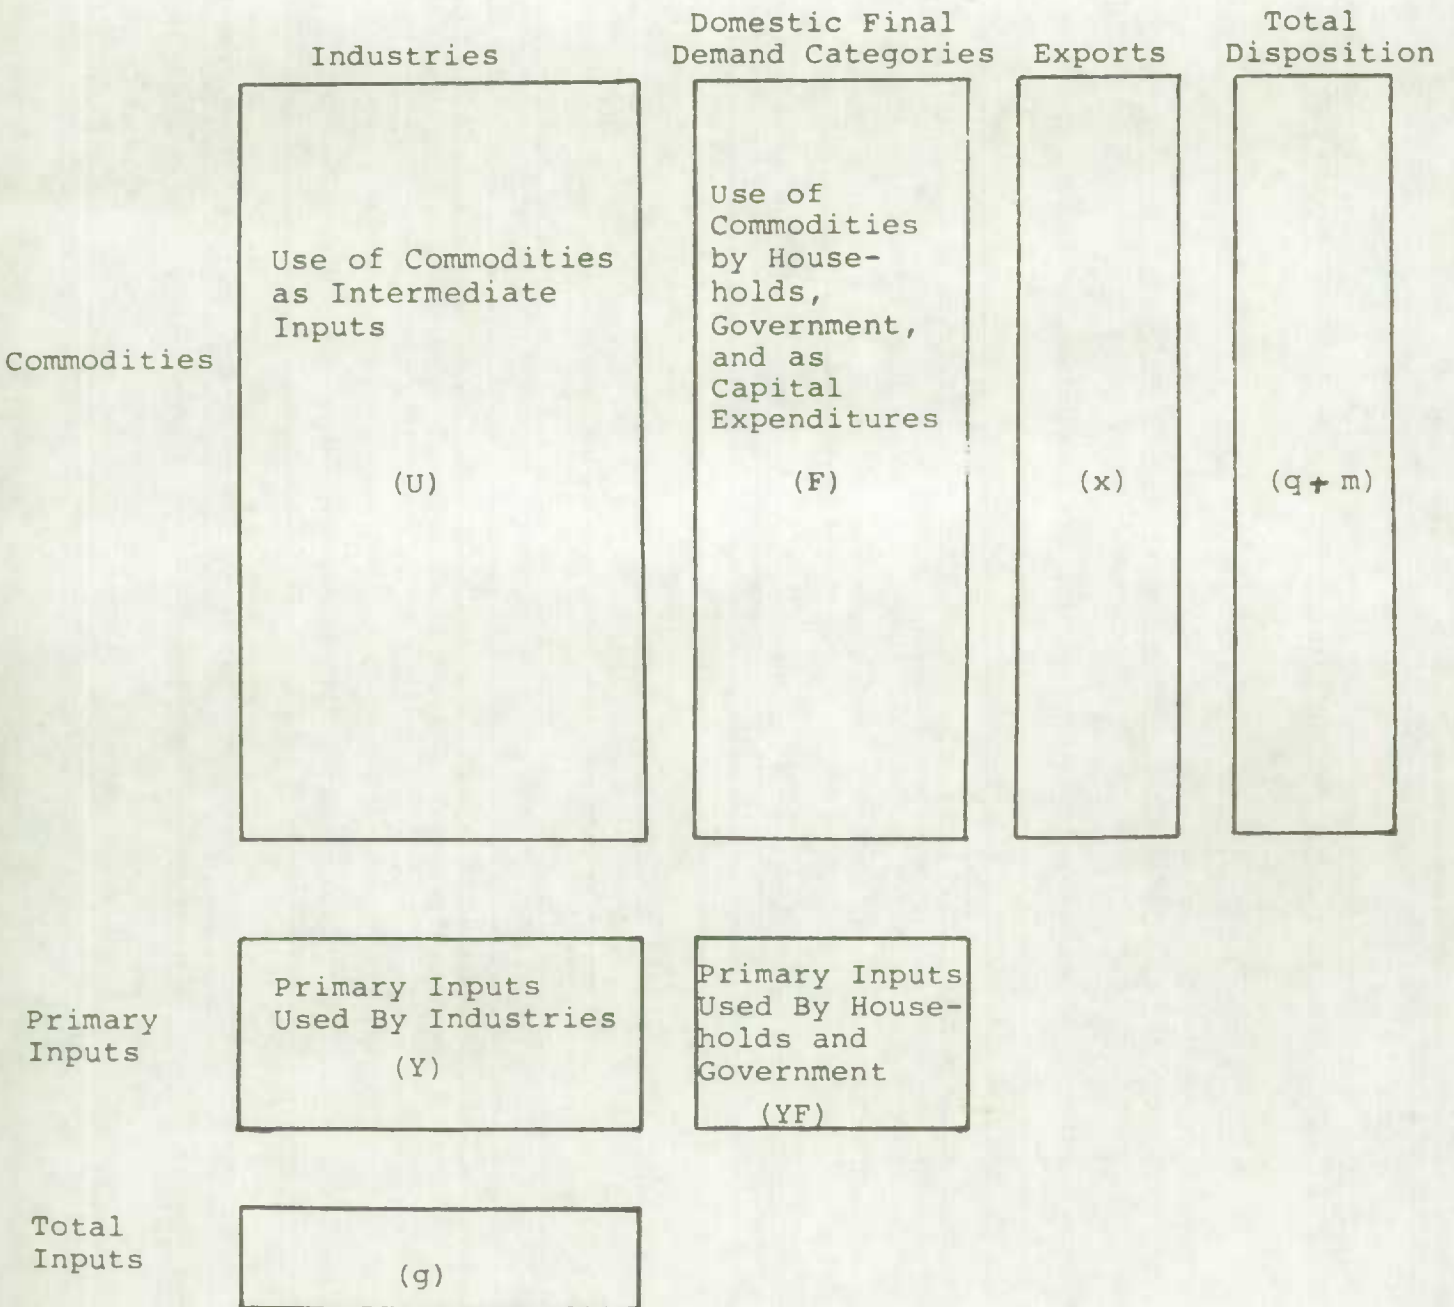 Industries
Domestic Final
Demand Categories
Exports
Total
Disposition
Commodities
Use of Commodities
as Intermediate
Inputs
(U)
Use of
Commodities
by House-
holds,
Government,
and as
Capital
Expenditures
(F)
(x)
(q + m)
Primary
Inputs
Primary Inputs
Used By Industries
(Y)
Primary Inputs
Used By House-
holds and
Government
(YF)
Total
Inputs
(g)